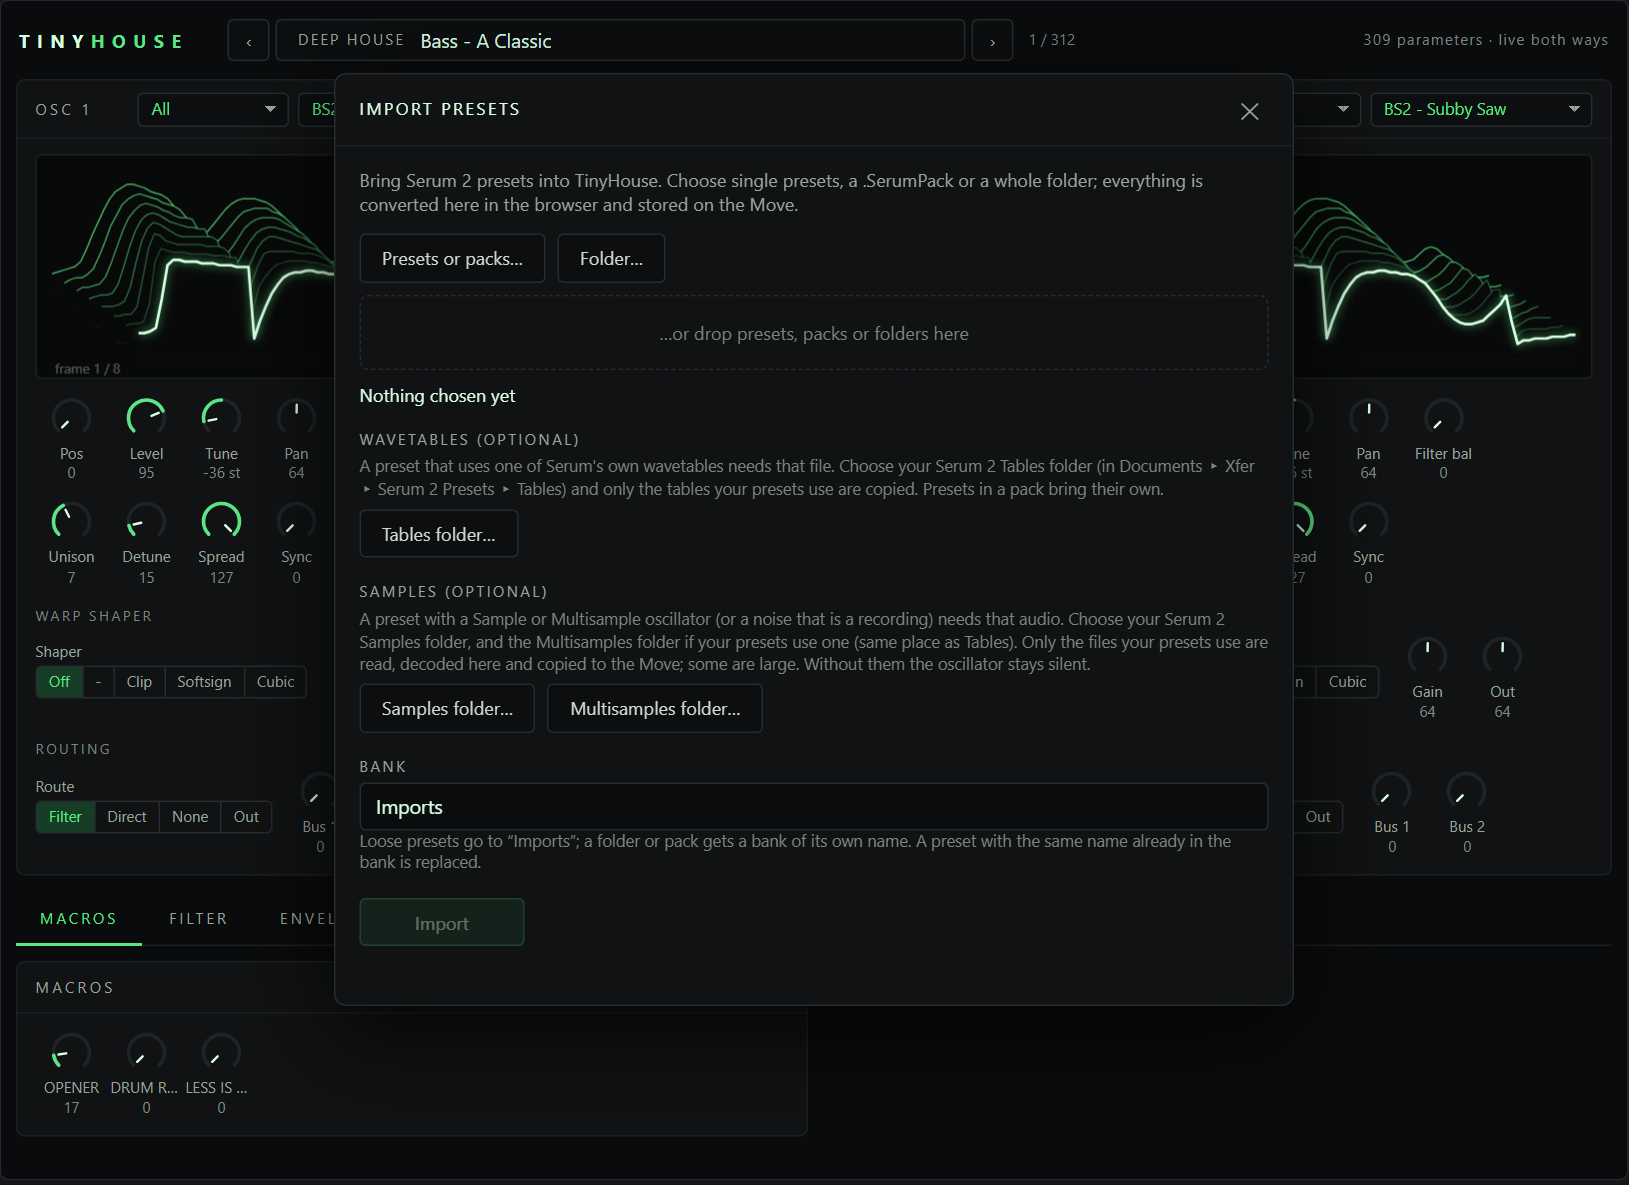 TINYHOUSE
‹
DEEP HOUSE Bass - A Classic
›
1 / 312
309 parameters · live both ways
OSC 1
All
BS2
BS2 - Subby Saw
frame 1 / 8
Pos
0
Level
95
Tune
-36 st
Pan
64
Unison
7
Detune
15
Spread
127
Sync
0
WARP SHAPER
Shaper
Off - Clip Softsign Cubic
ROUTING
Route
Filter Direct None Out
Bus 1
0
IMPORT PRESETS
Bring Serum 2 presets into TinyHouse. Choose single presets, a .SerumPack or a whole folder; everything is
converted here in the browser and stored on the Move.
Presets or packs...
Folder...
...or drop presets, packs or folders here
Nothing chosen yet
WAVETABLES (OPTIONAL)
A preset that uses one of Serum's own wavetables needs that file. Choose your Serum 2 Tables folder (in Documents ▸ Xfer
▸ Serum 2 Presets ▸ Tables) and only the tables your presets use are copied. Presets in a pack bring their own.
Tables folder...
SAMPLES (OPTIONAL)
A preset with a Sample or Multisample oscillator (or a noise that is a recording) needs that audio. Choose your Serum 2
Samples folder, and the Multisamples folder if your presets use one (same place as Tables). Only the files your presets use are
read, decoded here and copied to the Move; some are large. Without them the oscillator stays silent.
Samples folder...
Multisamples folder...
BANK
Imports
Loose presets go to “Imports”; a folder or pack gets a bank of its own name. A preset with the same name already in the
bank is replaced.
Import
ne
st
Pan
64
Filter bal
0
ead
27
Sync
0
n Cubic
Gain
64
Out
64
Out
Bus 1
0
Bus 2
0
MACROS FILTER ENVEL
MACROS
OPENER
17
DRUM R...
0
LESS IS ...
0